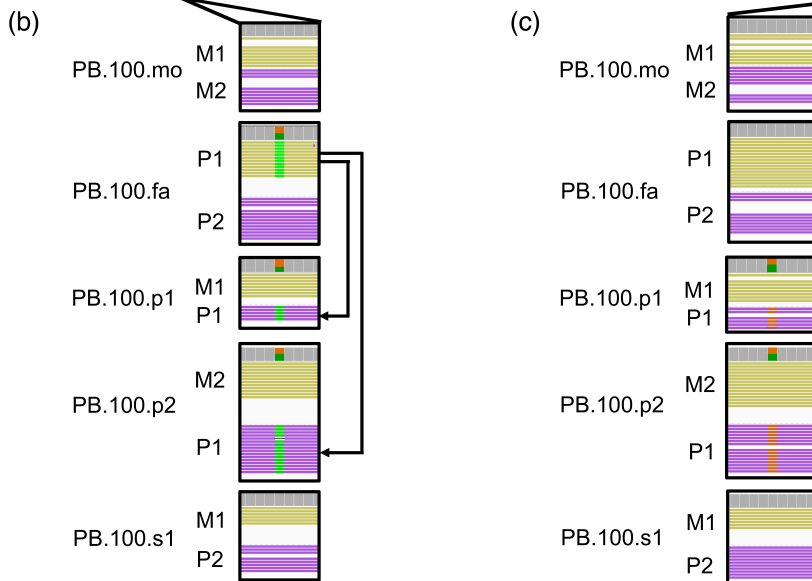 (b)
M1
PB.100.mo
M2
P1
PB.100.fa
P2
M1
PB.100.p1
P1
M2
PB.100.p2
P1
M1
PB.100.s1
P2
(c)
M1
PB.100.mo
M2
P1
PB.100.fa
P2
M1
PB.100.p1
P1
M2
PB.100.p2
P1
M1
PB.100.s1
P2